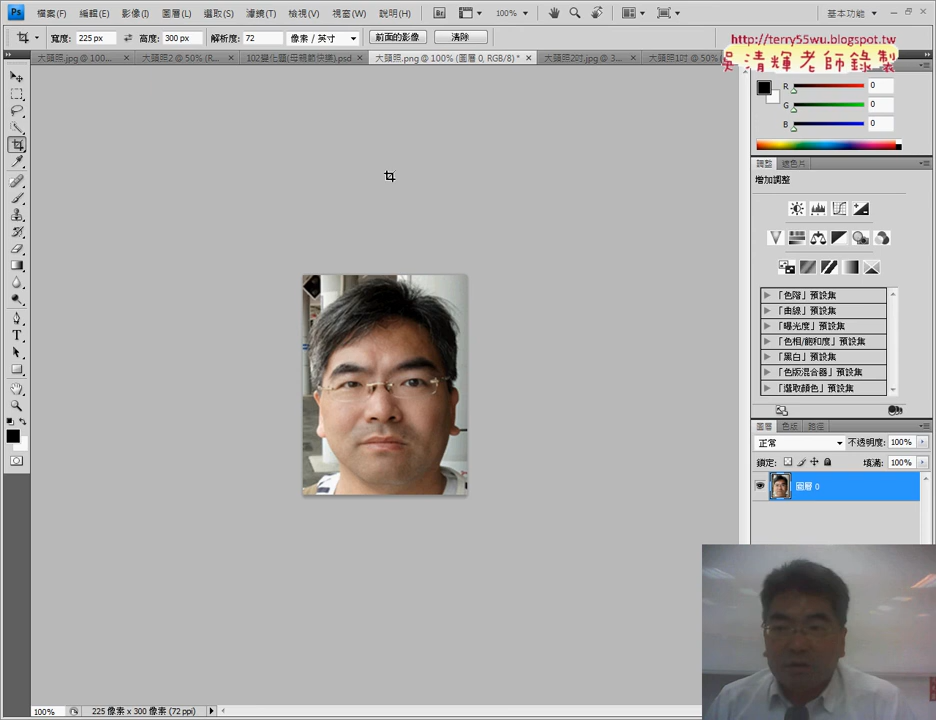 Ps 檔案(F) 編輯(E) 影像(I) 圖層(L) 選取(S) 濾鏡(T) 檢視(V) 視窗(W) 說明(H) Br 100% 基本功能
寬度: 225 px 高度: 300 px 解析度: 72 像素 / 英寸 前面的影像 清除
http://terry55wu.blogspot.tw
吳清輝老師錄製
大頭照.jpg @ 100... 大頭照2 @ 50% (R... 102變化圖(母親節快樂).psd 大頭照.png @ 100% (圖層 0, RGB/8) * 大頭照2吋.jpg @ 3... 大頭照1吋 @ 50%
R 0
G 0
B 0
調整 遮色片
增加調整
「色階」預設集
「曲線」預設集
「曝光度」預設集
「色相/飽和度」預設集
「黑白」預設集
「色版混合器」預設集
「選取顏色」預設集
圖層 色版 路徑
正常 不透明度: 100%
鎖定: 填滿: 100%
圖層 0
T
100% 225 像素 x 300 像素 (72 ppi)